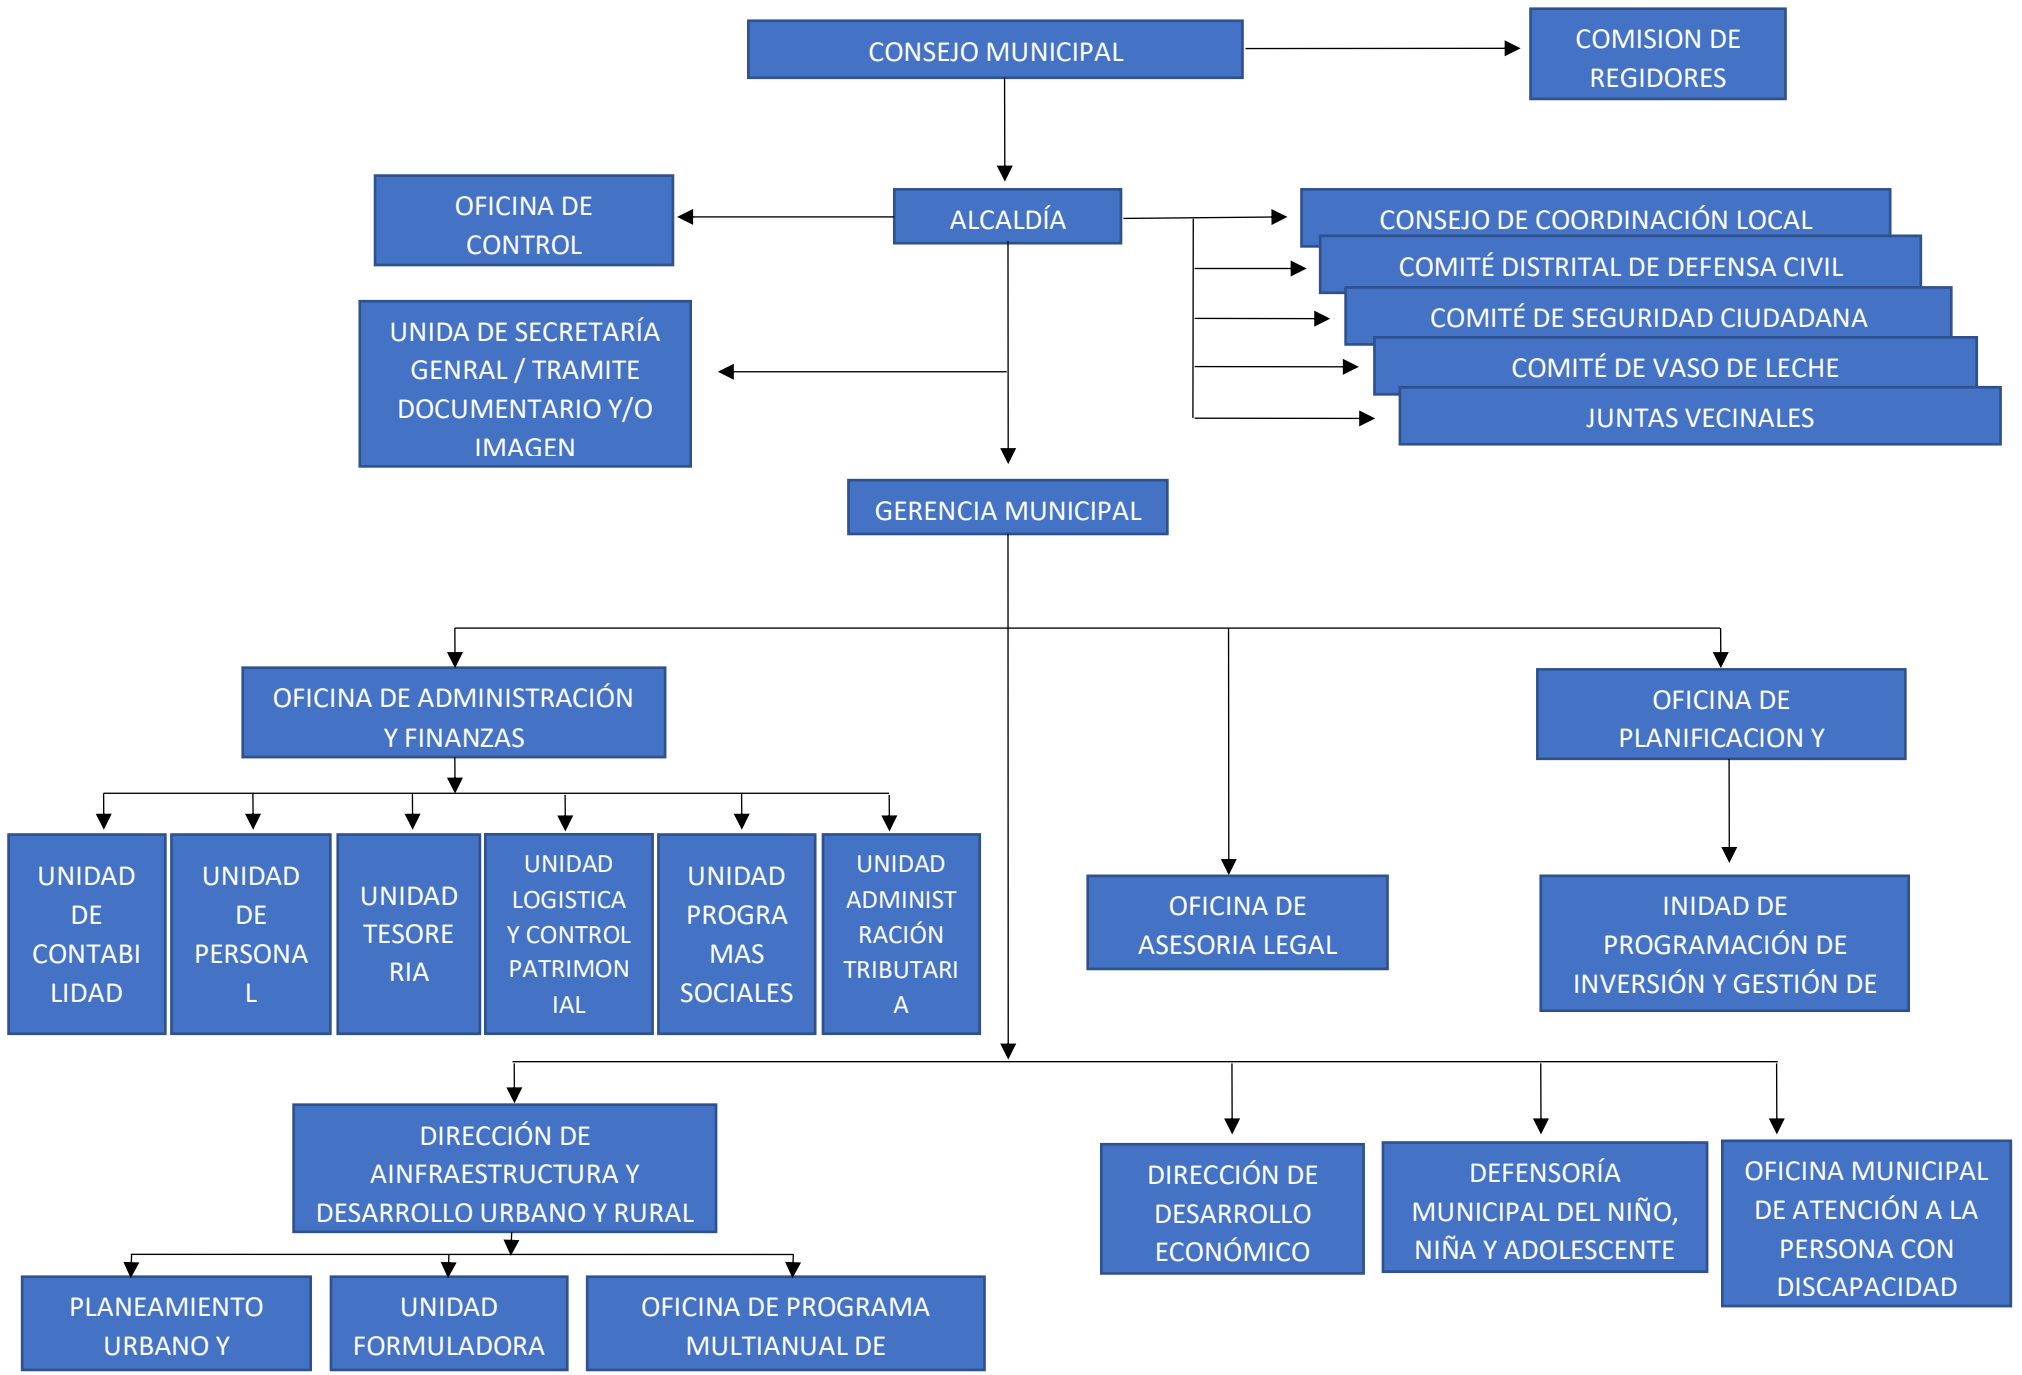 CONSEJO MUNICIPAL
COMISION DE
REGIDORES
OFICINA DE
CONTROL
ALCALDÍA
CONSEJO DE COORDINACIÓN LOCAL
COMITÉ DISTRITAL DE DEFENSA CIVIL
COMITÉ DE SEGURIDAD CIUDADANA
COMITÉ DE VASO DE LECHE
JUNTAS VECINALES
UNIDA DE SECRETARÍA
GENRAL / TRAMITE
DOCUMENTARIO Y/O
IMAGEN
GERENCIA MUNICIPAL
OFICINA DE ADMINISTRACIÓN
Y FINANZAS
OFICINA DE
PLANIFICACION Y
UNIDAD
DE
CONTABI
LIDAD
UNIDAD
DE
PERSONA
L
UNIDAD
TESORE
RIA
UNIDAD
LOGISTICA
Y CONTROL
PATRIMON
IAL
UNIDAD
PROGRA
MAS
SOCIALES
UNIDAD
ADMINIST
RACIÓN
TRIBUTARI
A
OFICINA DE
ASESORIA LEGAL
INIDAD DE
PROGRAMACIÓN DE
INVERSIÓN Y GESTIÓN DE
DIRECCIÓN DE
AINFRAESTRUCTURA Y
DESARROLLO URBANO Y RURAL
DIRECCIÓN DE
DESARROLLO
ECONÓMICO
DEFENSORÍA
MUNICIPAL DEL NIÑO,
NIÑA Y ADOLESCENTE
OFICINA MUNICIPAL
DE ATENCIÓN A LA
PERSONA CON
DISCAPACIDAD
PLANEAMIENTO
URBANO Y
UNIDAD
FORMULADORA
OFICINA DE PROGRAMA
MULTIANUAL DE